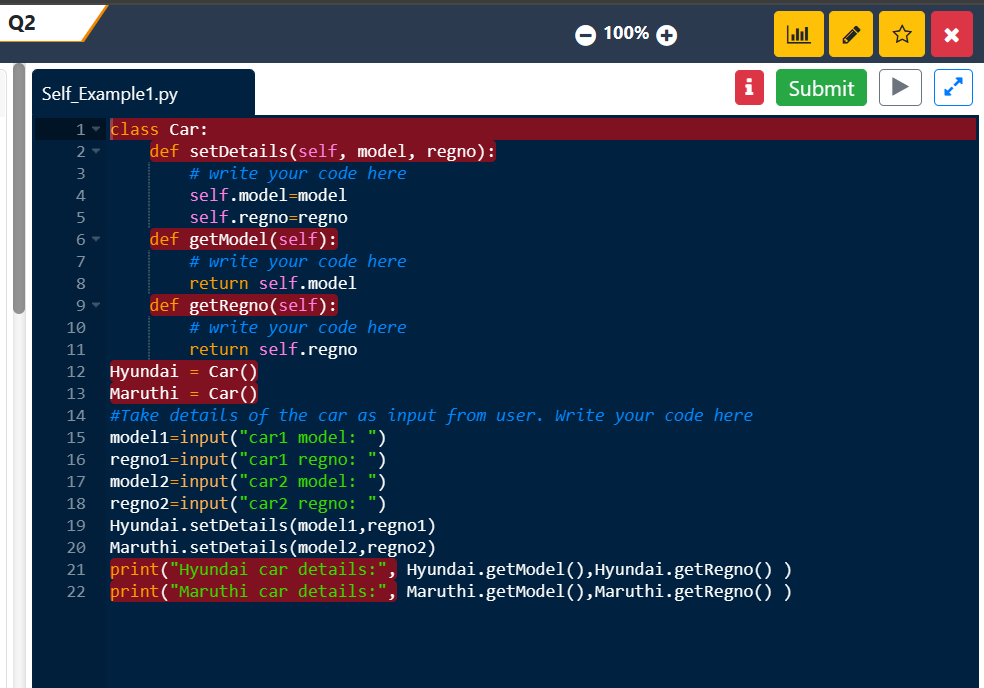 Q2
100%
Self_Example1.py
Submit
1 class Car:
2     def setDetails(self, model, regno):
3         # write your code here
4         self.model=model
5         self.regno=regno
6     def getModel(self):
7         # write your code here
8         return self.model
9     def getRegno(self):
10         # write your code here
11         return self.regno
12 Hyundai = Car()
13 Maruthi = Car()
14 #Take details of the car as input from user. Write your code here
15 model1=input("car1 model: ")
16 regno1=input("car1 regno: ")
17 model2=input("car2 model: ")
18 regno2=input("car2 regno: ")
19 Hyundai.setDetails(model1,regno1)
20 Maruthi.setDetails(model2,regno2)
21 print("Hyundai car details:", Hyundai.getModel(),Hyundai.getRegno() )
22 print("Maruthi car details:", Maruthi.getModel(),Maruthi.getRegno() )